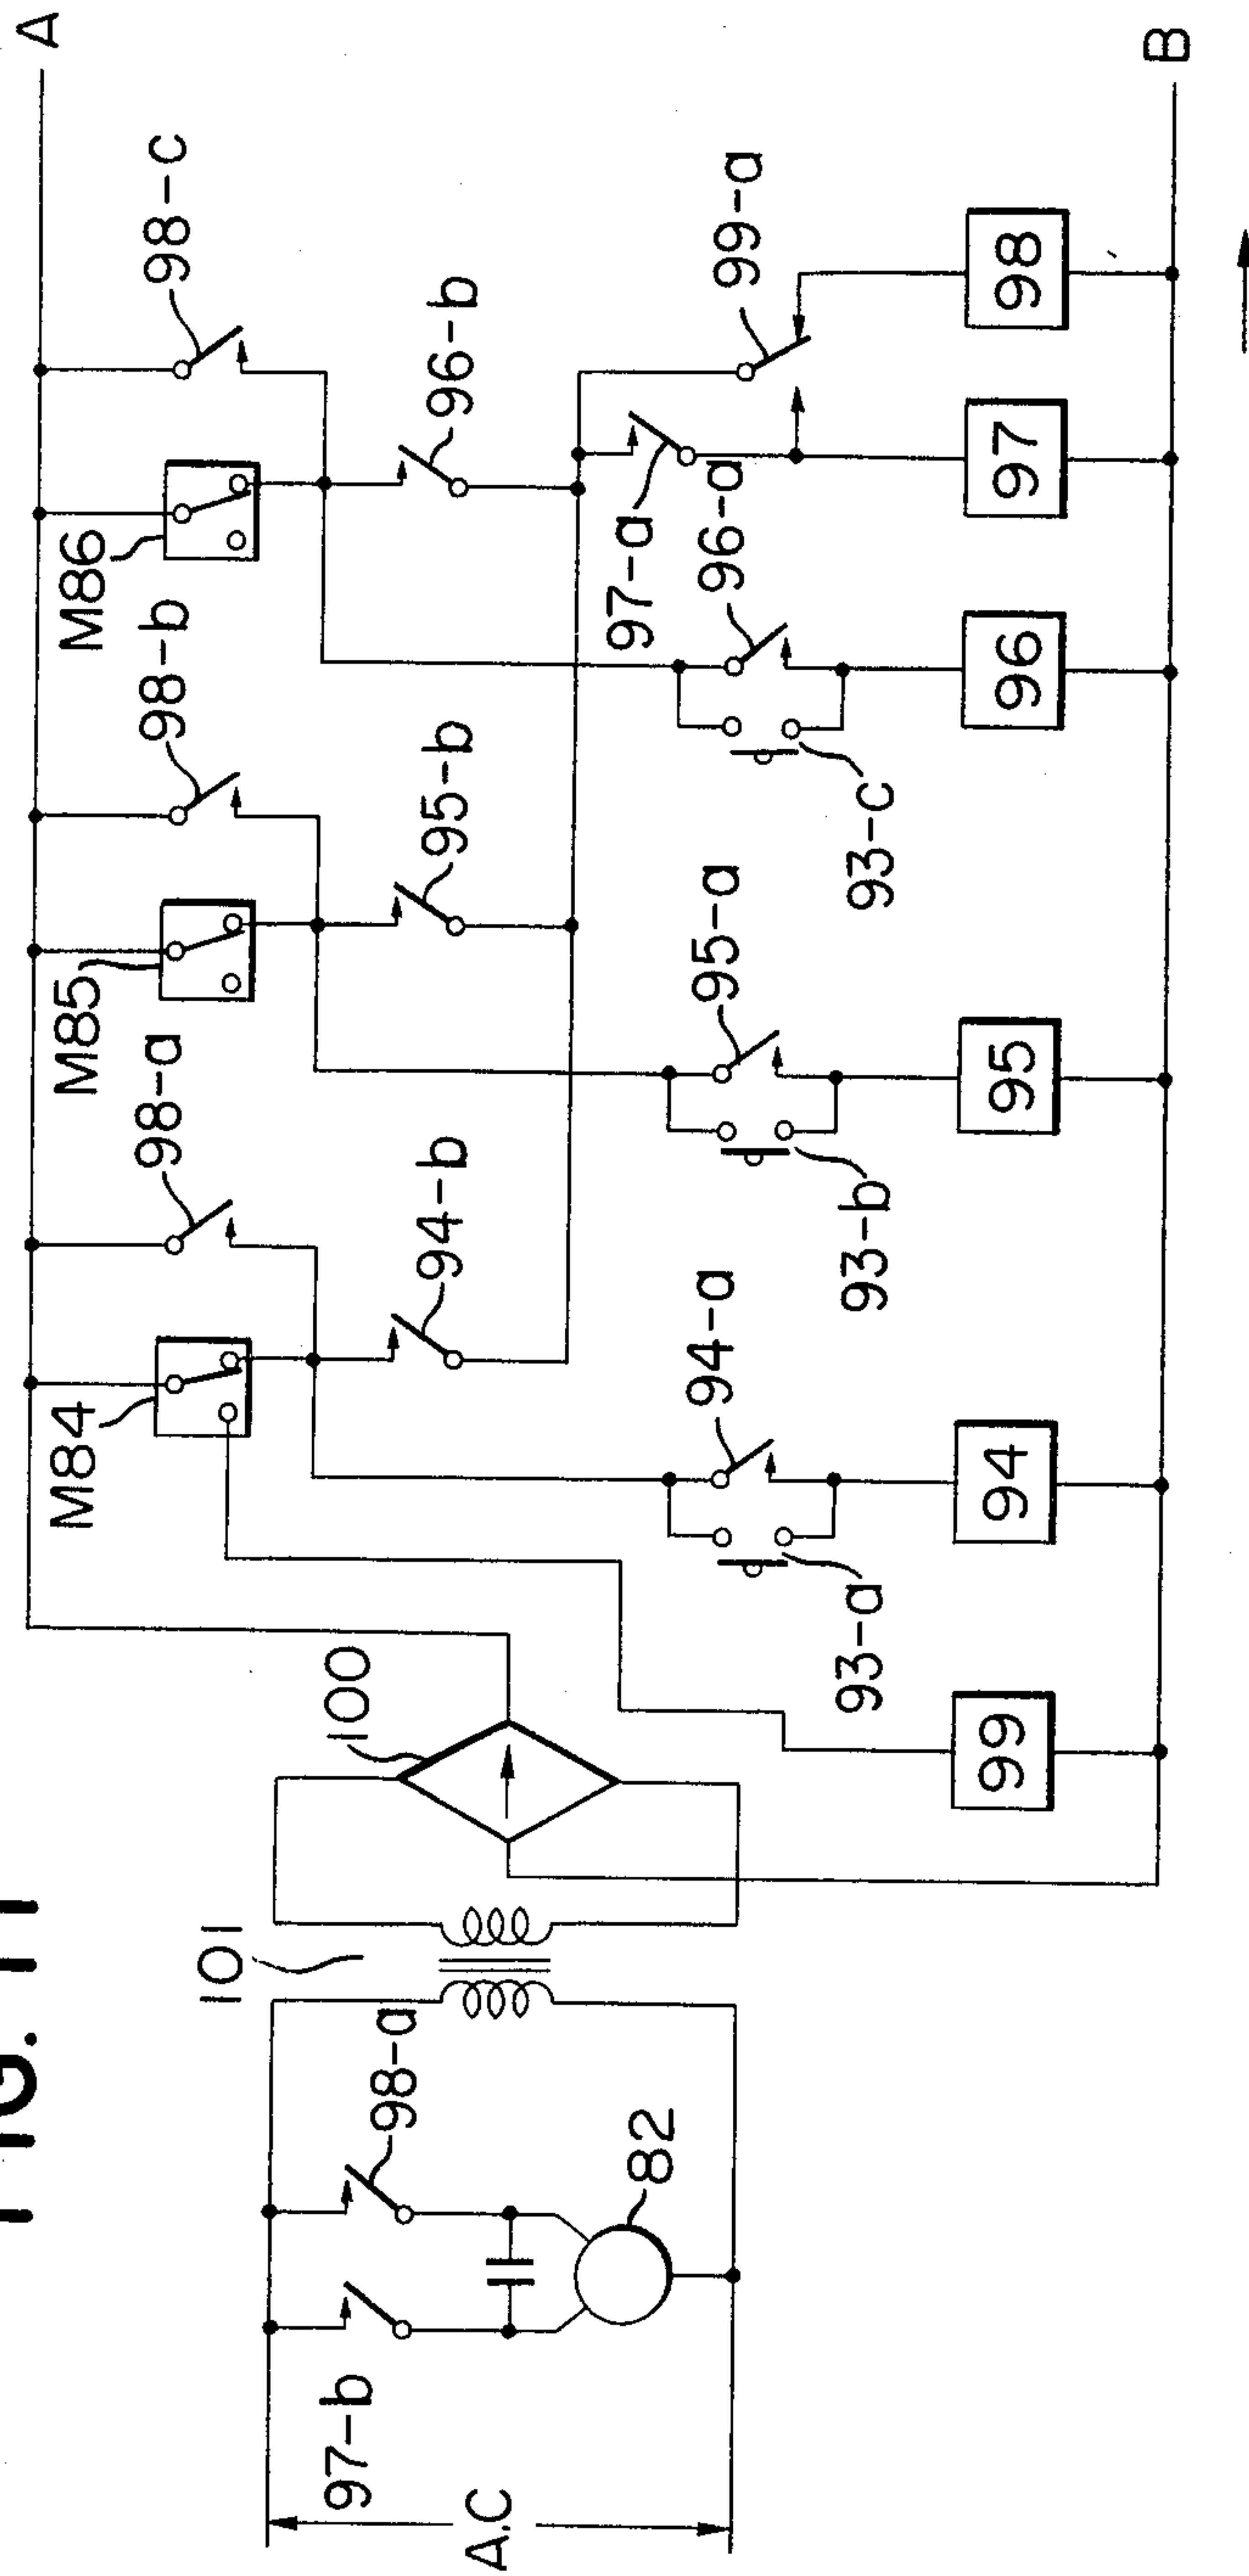 FIG. 11
A
98-c
M86
98-b
M85
98-a
M84
96-b
95-b
94-b
99-a
97-a
96-a
95-a
94-a
93-c
93-b
93-a
98
97
96
95
94
99
B
100
101
98-a
97-b
82
A.C